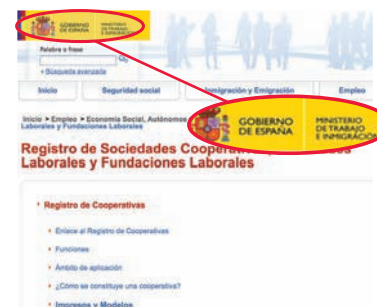 GOBIERNO DE ESPAÑA
MINISTERIO DE TRABAJO E INMIGRACIÓN
Palabra o frase
Búsqueda avanzada
Inicio
Seguridad social
Inmigración y Emigración
Empleo
Inicio > Empleo > Economía Social, Autónomos
Laborales y Fundaciones Laborales
GOBIERNO
DE ESPAÑA
MINISTERIO
DE TRABAJO
E INMIGRACIÓN
Registro de Sociedades
Laborales y Fundaciones Laborales
Registro de Cooperativas
Enlace al Registro de Cooperativas
Funciones
Ámbito de aplicación
¿Cómo se constituye una cooperativa?
Impresos y Modelos